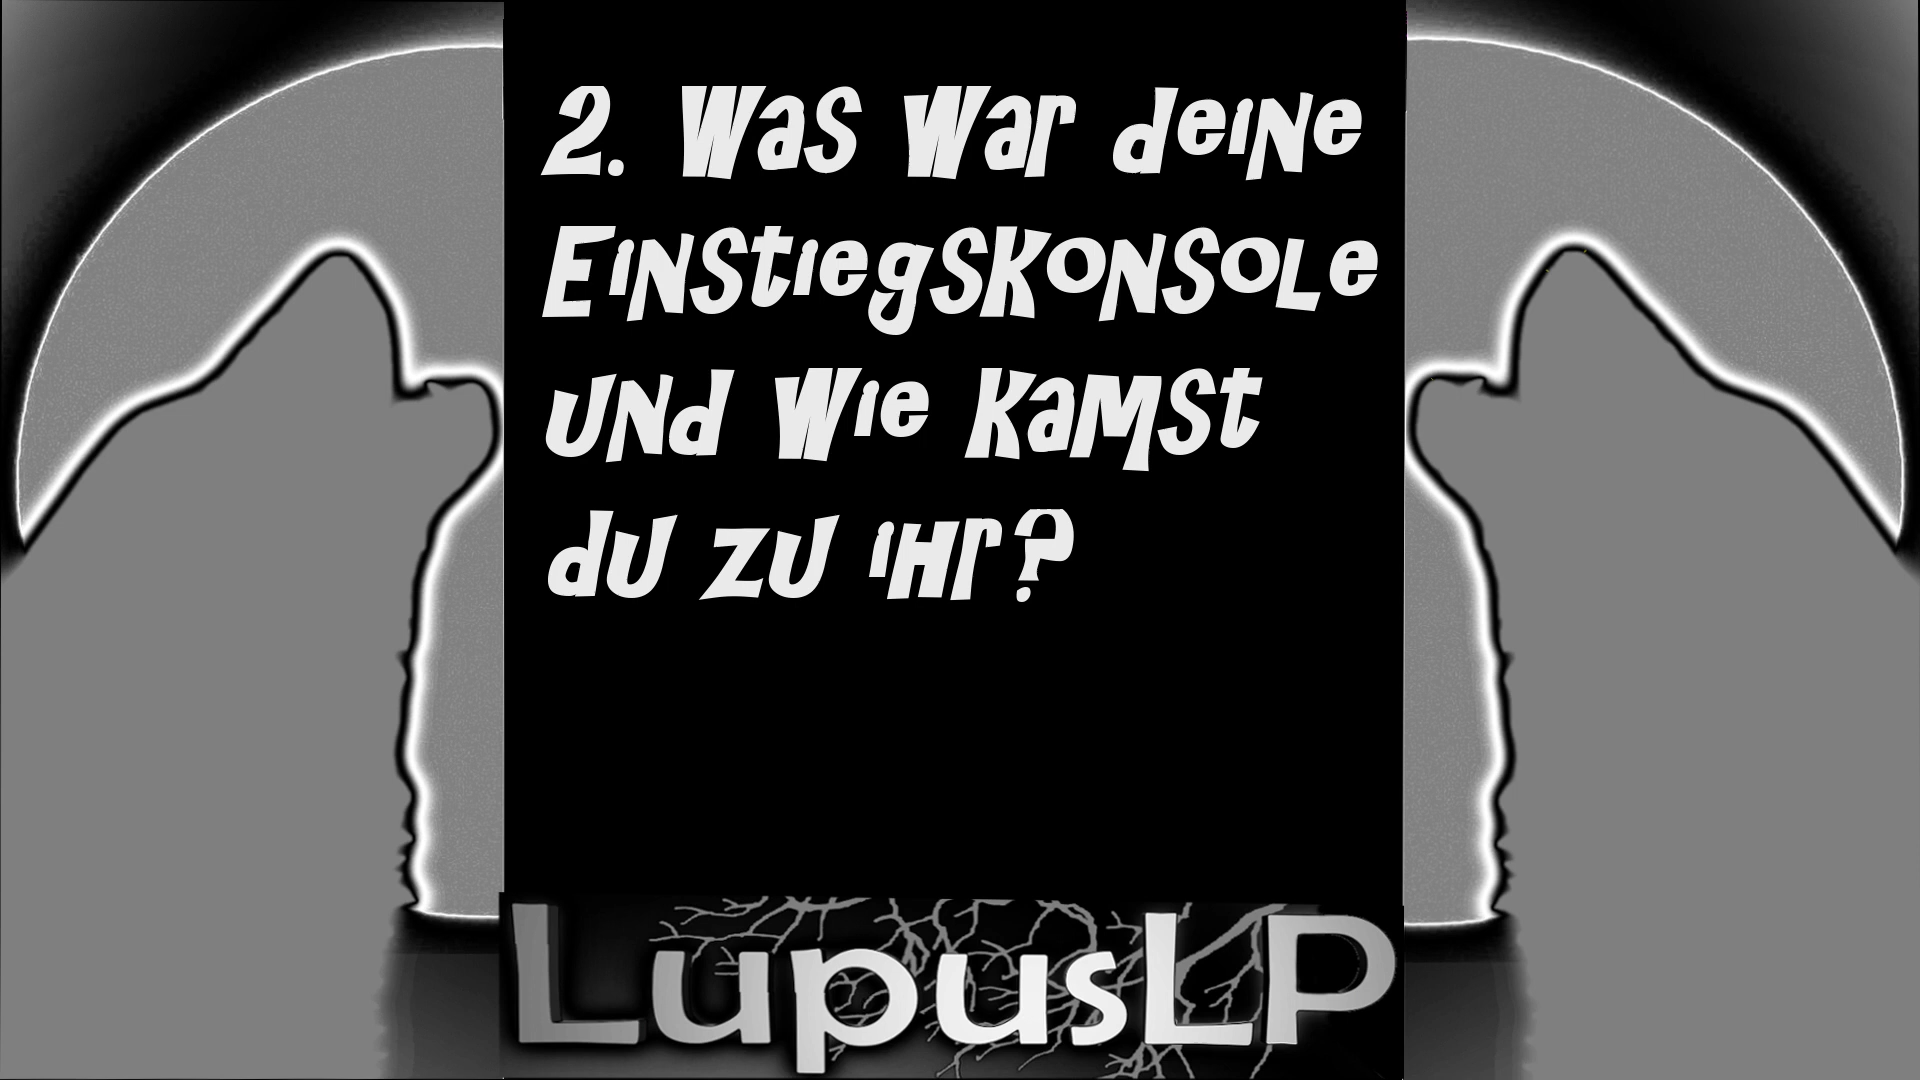 2. Was war deine
Einstiegskonsole
und wie kamst
du zu ihr?
LupusLP